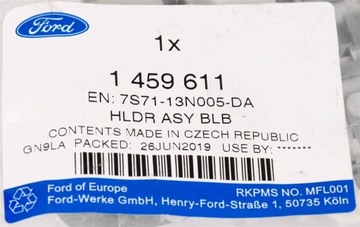 Ford
1x
1 459 611
EN: 7S71-13N005-DA
HLDR ASY BLB
CONTENTS MADE IN CZECH REPUBLIC
GN9LA PACKED: 26JUN2019 USE BY: *******
Ford of Europe
RKPMS NO. MFL001
Ford-Werke GmbH, Henry-Ford-Strasse 1, 50735 Köln